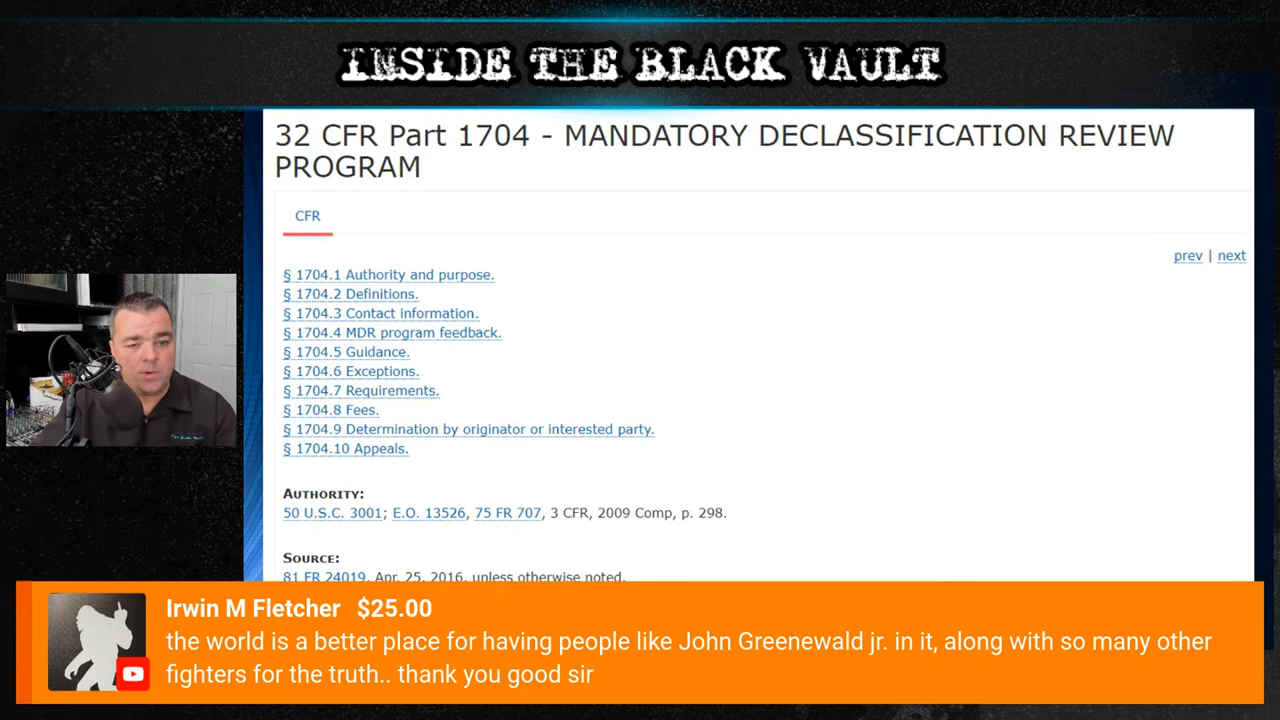 INSIDE THE BLACK VAULT
32 CFR Part 1704 - MANDATORY DECLASSIFICATION REVIEW
PROGRAM
CFR
prev | next
§ 1704.1 Authority and purpose.
§ 1704.2 Definitions.
§ 1704.3 Contact information.
§ 1704.4 MDR program feedback.
§ 1704.5 Guidance.
§ 1704.6 Exceptions.
§ 1704.7 Requirements.
§ 1704.8 Fees.
§ 1704.9 Determination by originator or interested party.
§ 1704.10 Appeals.
AUTHORITY:
50 U.S.C. 3001; E.O. 13526, 75 FR 707, 3 CFR, 2009 Comp, p. 298.
SOURCE:
81 FR 24019, Apr. 25, 2016, unless otherwise noted.
Irwin M Fletcher $25.00
the world is a better place for having people like John Greenewald jr. in it, along with so many other
fighters for the truth.. thank you good sir